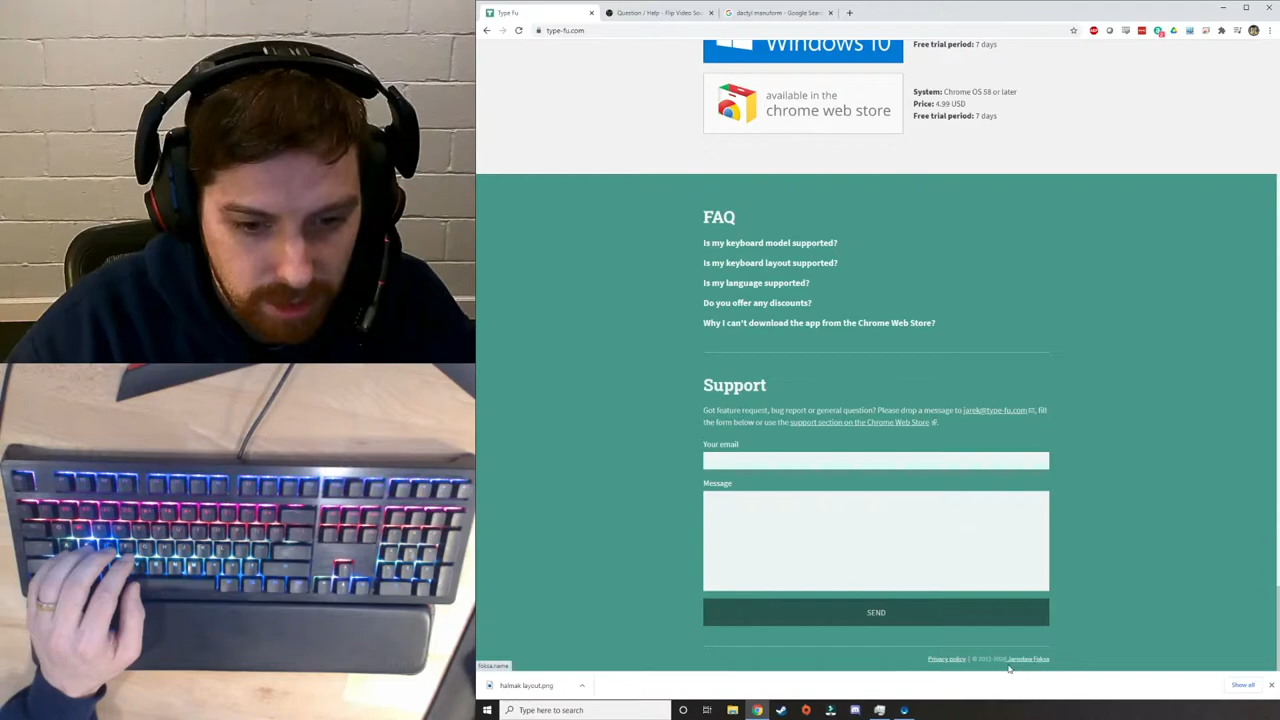 Type Fu
Question / Help - Flip Video Sou
dactyl manuform - Google Sear
type-fu.com
Windows 10
Free trial period: 7 days
available in the
chrome web store
System: Chrome OS 58 or later
Price: 4.99 USD
Free trial period: 7 days
FAQ
Is my keyboard model supported?
Is my keyboard layout supported?
Is my language supported?
Do you offer any discounts?
Why I can't download the app from the Chrome Web Store?
Support
Got feature request, bug report or general question? Please drop a message to jarek@type-fu.com, fill
the form below or use the support section on the Chrome Web Store.
Your email
Message
SEND
Privacy policy | © 2011-2020 Jarosław Foksa
foksa.name
halmak layout.png
Show all
Type here to search